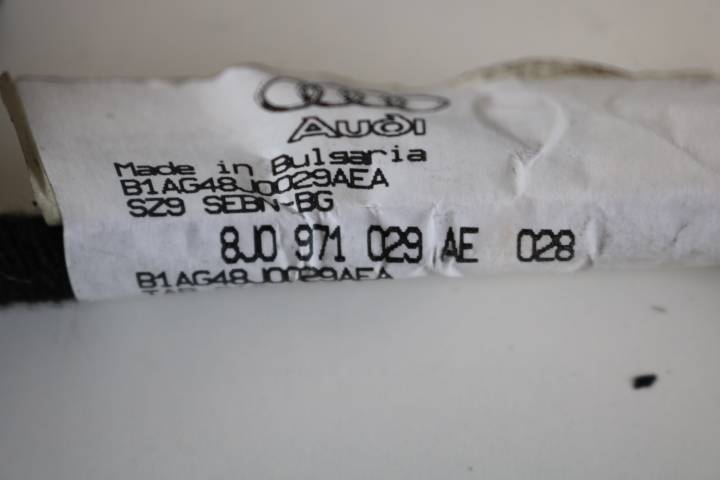 Audi
Made in Bulgaria
B1AG48J0029AEA
SZ9 SEBN-BG
8J0 971 029 AE 028
B1AG48J0029AEA